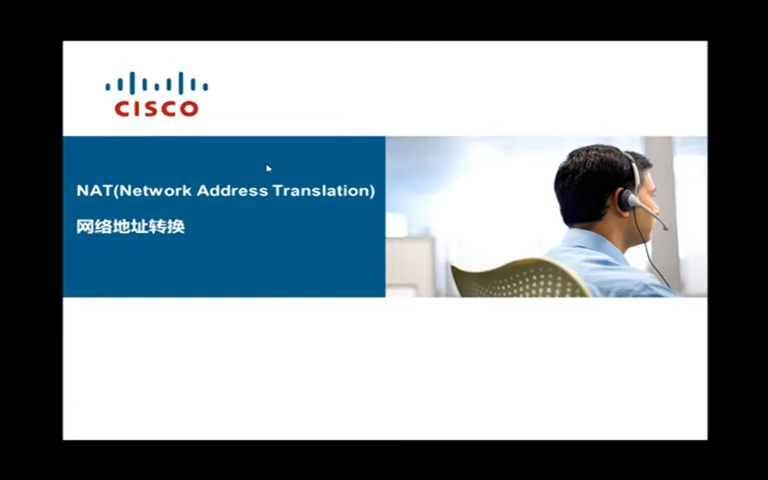 CISCO
NAT(Network Address Translation)
网络地址转换